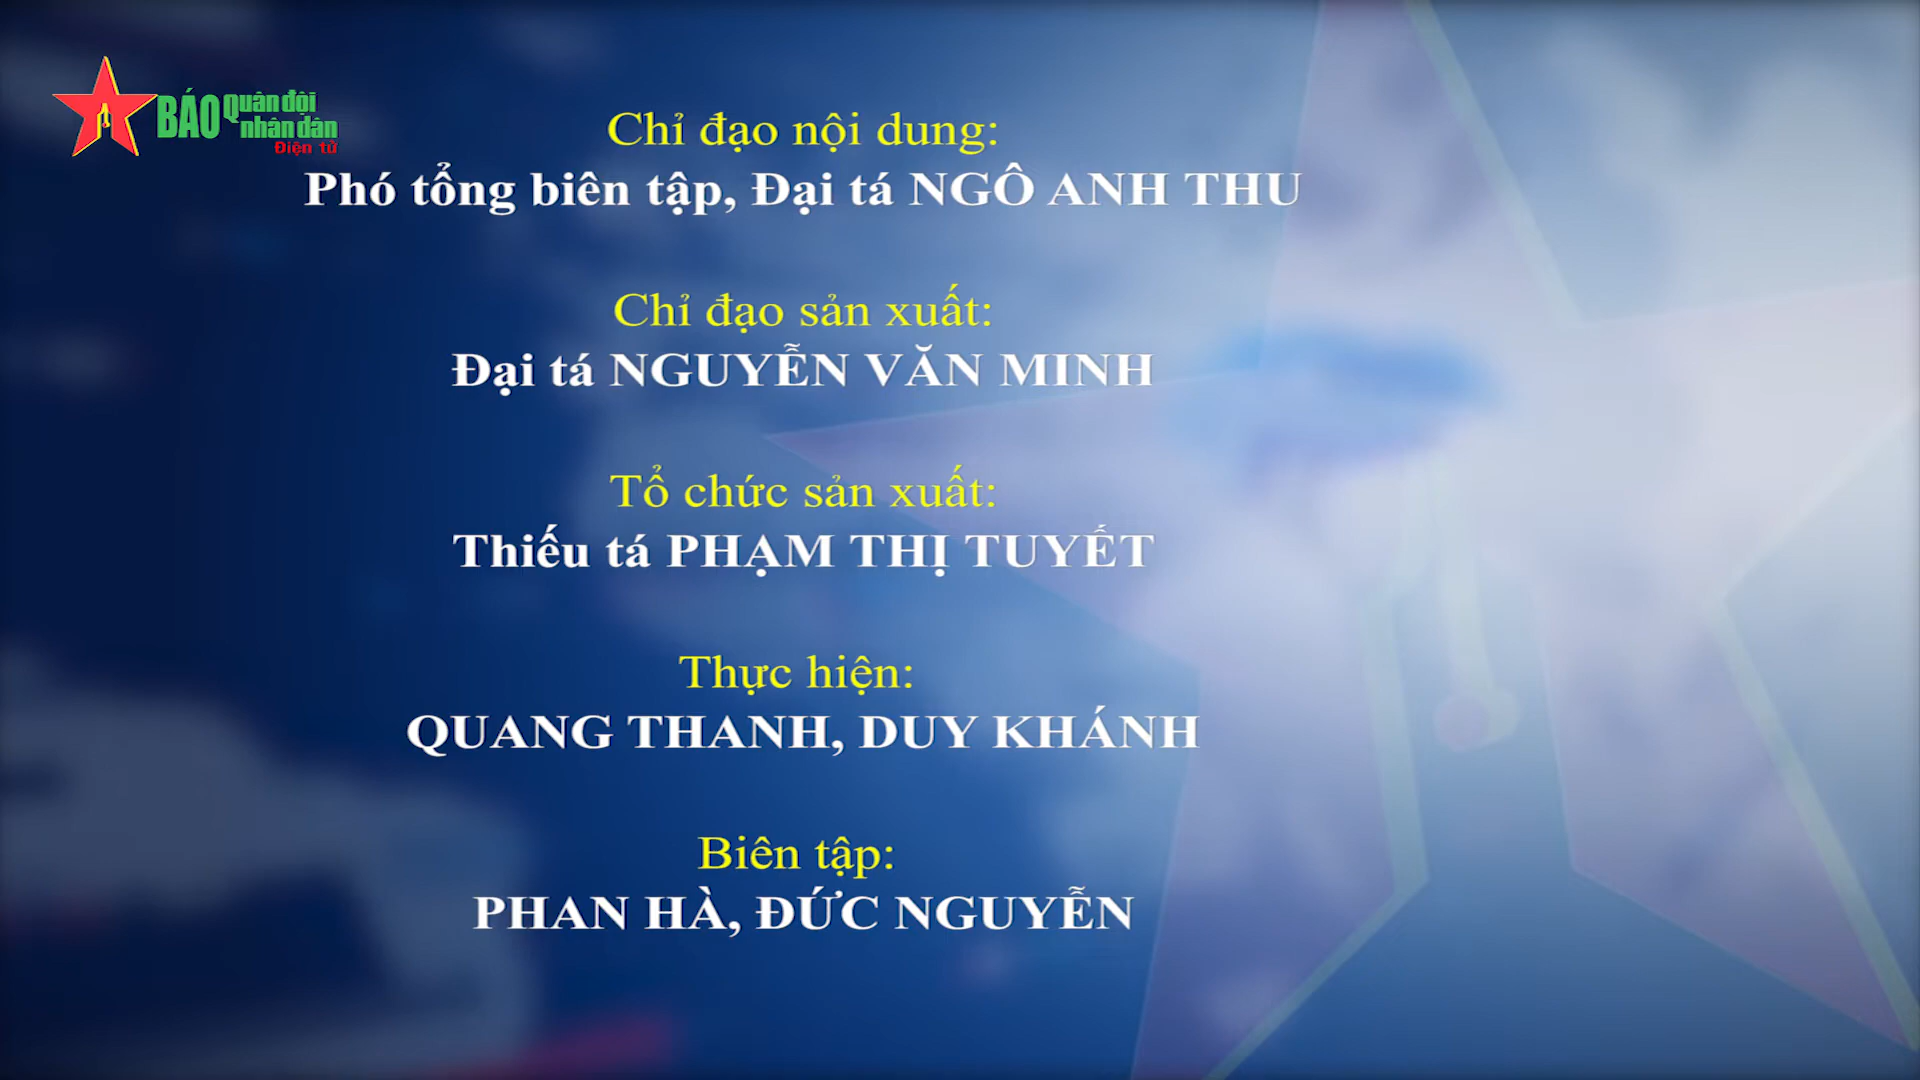 BÁO Quân đội
nhân dân
Điện tử
Chỉ đạo nội dung:
Phó tổng biên tập, Đại tá NGÔ ANH THU
Chỉ đạo sản xuất:
Đại tá NGUYỄN VĂN MINH
Tổ chức sản xuất:
Thiếu tá PHẠM THỊ TUYẾT
Thực hiện:
QUANG THANH, DUY KHÁNH
Biên tập:
PHAN HÀ, ĐỨC NGUYỄN